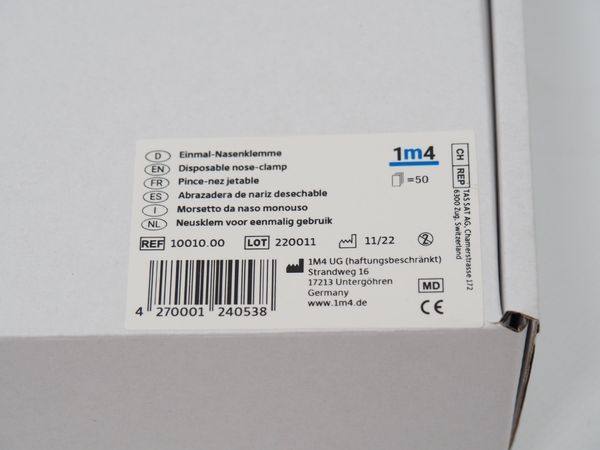 D Einmal-Nasenklemme
EN Disposable nose-clamp
FR Pince-nez jetable
ES Abrazadera de nariz desechable
I Morsetto da naso monouso
NL Neusklem voor eenmalig gebruik
1m4
=50
CH REP
TASSAT AG, Chamerstrasse 172
6300 Zug, Switzerland
REF 10010.00 LOT 220011 11/22 2
1M4 UG (haftungsbeschränkt)
Strandweg 16
17213 Untergöhren
Germany
www.1m4.de
MD
CE
4 270001 240538